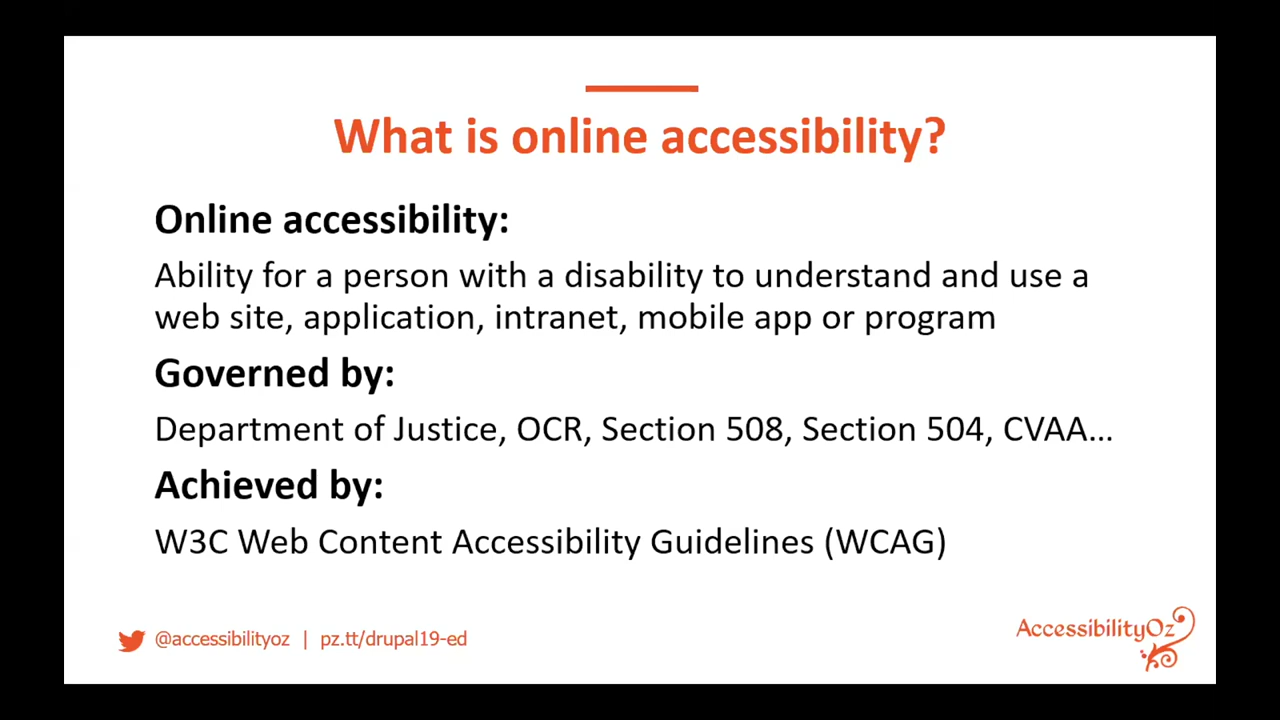 What is online accessibility?
Online accessibility:
Ability for a person with a disability to understand and use a
web site, application, intranet, mobile app or program
Governed by:
Department of Justice, OCR, Section 508, Section 504, CVAA...
Achieved by:
W3C Web Content Accessibility Guidelines (WCAG)
@accessibilityoz | pz.tt/drupal19-ed
AccessibilityOz